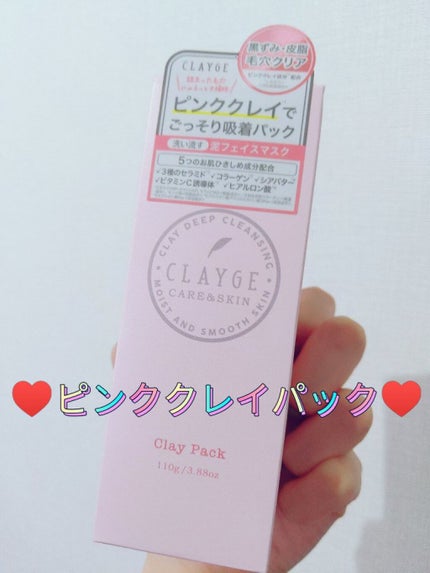 CLAYGE
ピンククレイで
ごっそり吸着パック
洗い流す 泥フェイスマスク
5つのお肌ひきしめ成分配合
✓3種のセラミド ✓コラーゲン ✓シアバター
✓ビタミンC誘導体 ✓ヒアルロン酸
黒ずみ・皮脂
毛穴クリア
CLAY DEEP CLEANSING
CLAYGE
CARE&SKIN
MOIST AND SMOOTH SKIN
♥ピンククレイパック♥
Clay Pack
110g/3.88oz